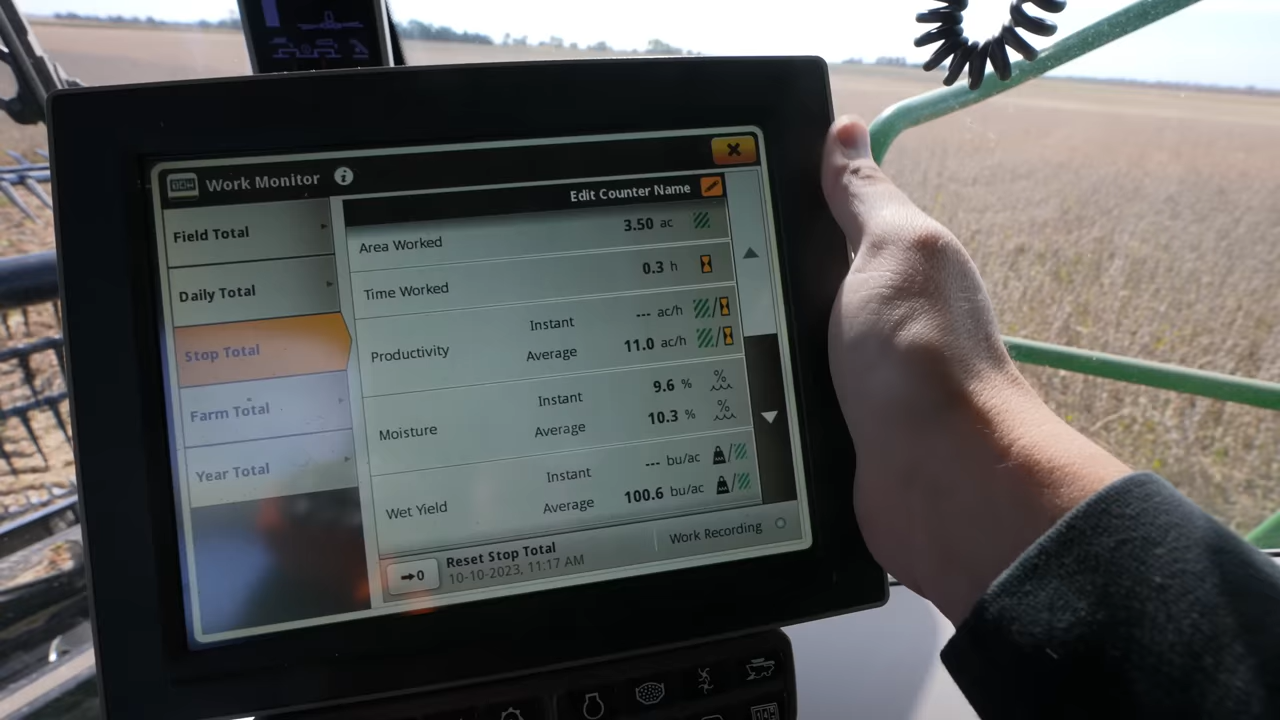 Work Monitor
Edit Counter Name
Field Total
Daily Total
Stop Total
Farm Total
Year Total
Area Worked 3.50 ac
Time Worked 0.3 h
Productivity
Instant --- ac/h
Average 11.0 ac/h
Moisture
Instant 9.6 %
Average 10.3 %
Wet Yield
Instant --- bu/ac
Average 100.6 bu/ac
→0
Reset Stop Total
10-10-2023, 11:17 AM
Work Recording